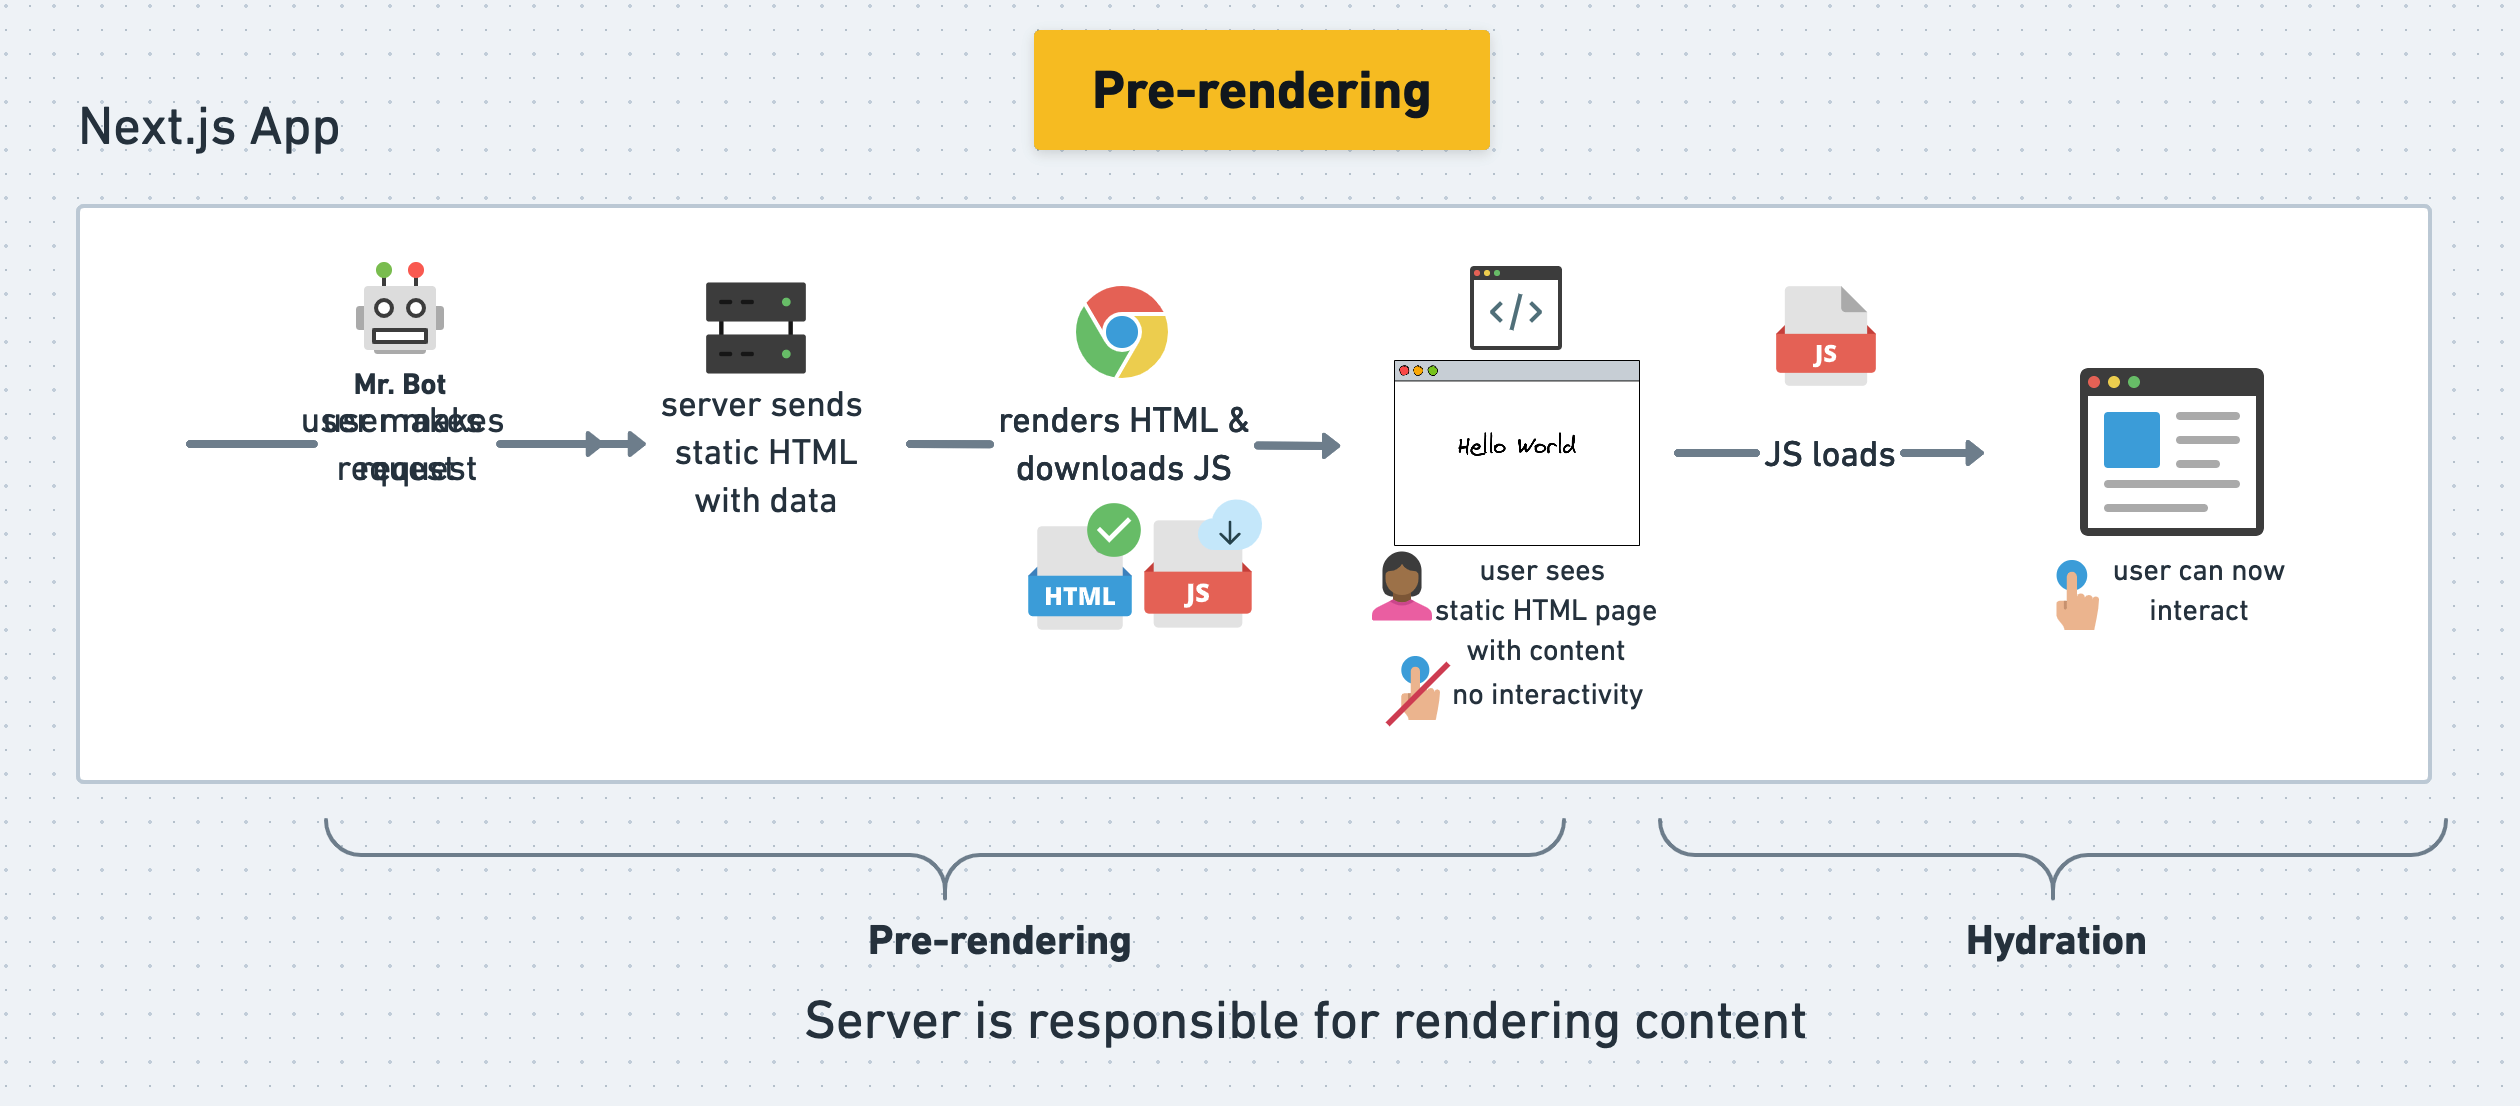 Pre-rendering
Next.js App
Mr. Bot
user makes
request
server sends
static HTML
with data
renders HTML &
downloads JS
HTML
JS
</>
Hello World
user sees
static HTML page
with content
no interactivity
JS
JS loads
user can now
interact
Pre-rendering
Hydration
Server is responsible for rendering content